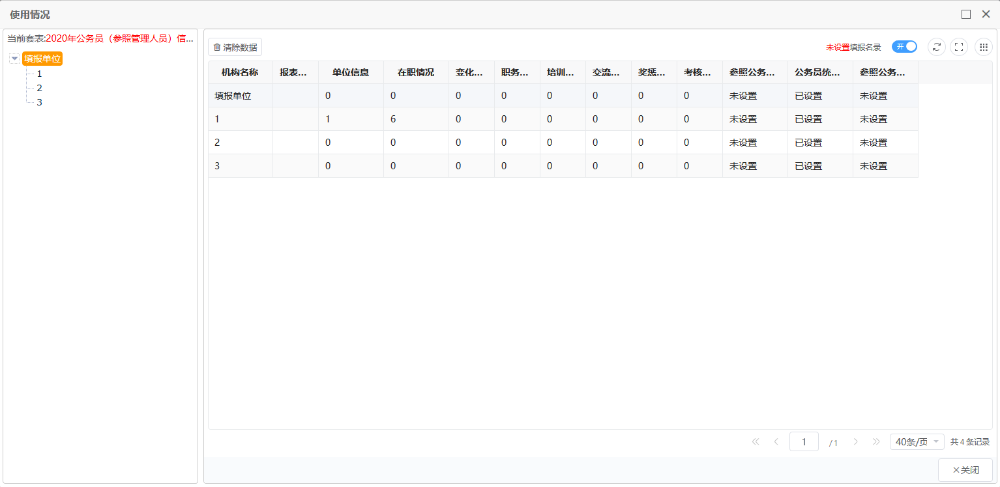 使用情况
当前套表:2020年公务员（参照管理人员）信...
填报单位
1
2
3
清除数据
未设置填报名录
开
机构名称 报表... 单位信息 在职情况 变化... 职务... 培训... 交流... 奖惩... 考核... 参照公务... 公务员统... 参照公务...
填报单位 0 0 0 0 0 0 0 0 未设置 已设置 未设置
1 1 6 0 0 0 0 0 0 未设置 已设置 未设置
2 0 0 0 0 0 0 0 0 未设置 已设置 未设置
3 0 0 0 0 0 0 0 0 未设置 已设置 未设置
1 /1 40条/页 共4条记录
×关闭